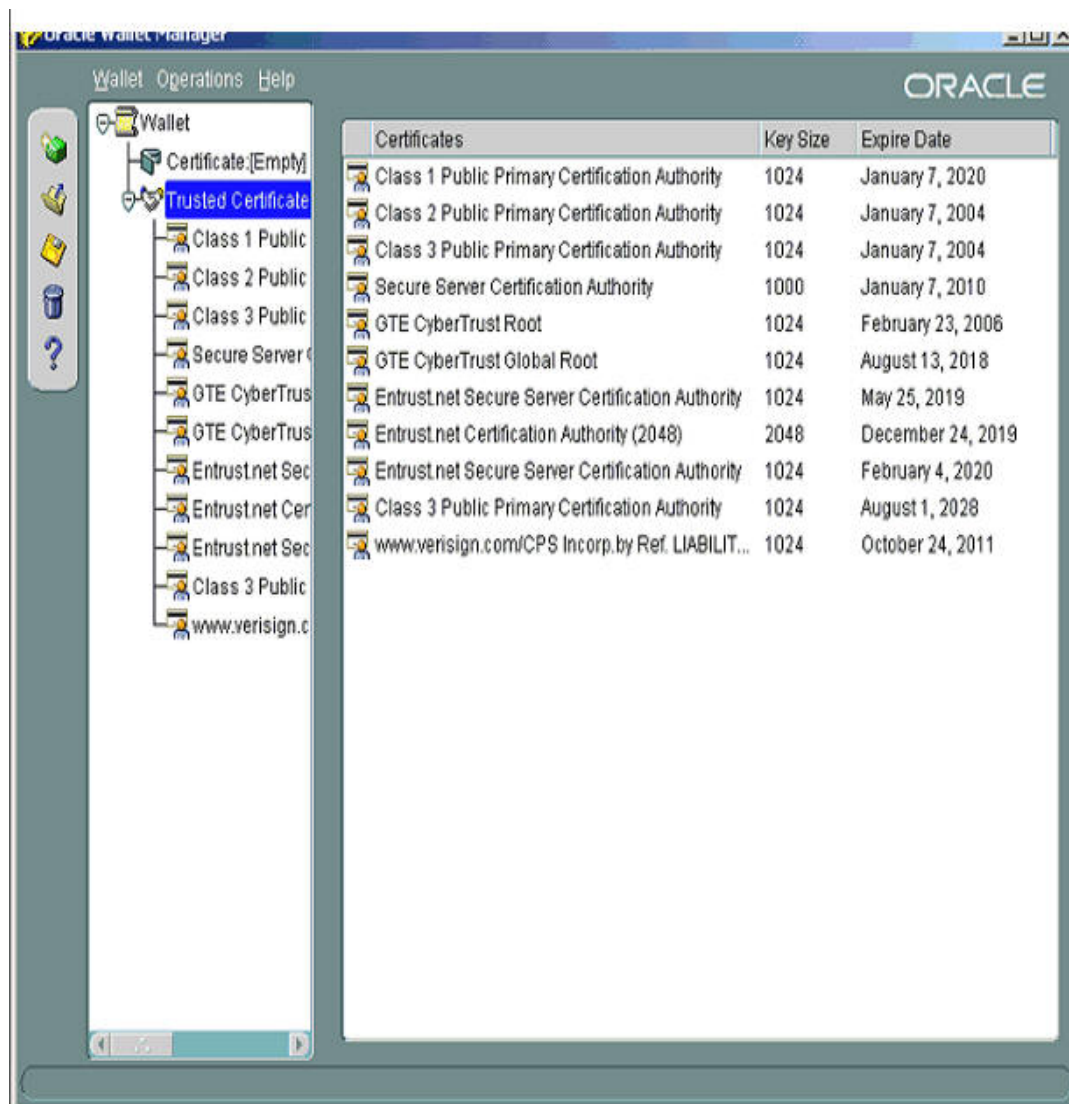 Oracle Wallet Manager
Wallet Operations Help
ORACLE
Wallet
Certificate:[Empty]
Trusted Certificate
Class 1 Public
Class 2 Public
Class 3 Public
Secure Server
GTE CyberTrus
GTE CyberTrus
Entrust.net Sec
Entrust.net Cer
Entrust.net Sec
Class 3 Public
www.verisign.c
Certificates Key Size Expire Date
Class 1 Public Primary Certification Authority 1024 January 7, 2020
Class 2 Public Primary Certification Authority 1024 January 7, 2004
Class 3 Public Primary Certification Authority 1024 January 7, 2004
Secure Server Certification Authority 1000 January 7, 2010
GTE CyberTrust Root 1024 February 23, 2006
GTE CyberTrust Global Root 1024 August 13, 2018
Entrust.net Secure Server Certification Authority 1024 May 25, 2019
Entrust.net Certification Authority (2048) 2048 December 24, 2019
Entrust.net Secure Server Certification Authority 1024 February 4, 2020
Class 3 Public Primary Certification Authority 1024 August 1, 2028
www.verisign.com/CPS Incorp.by Ref. LIABILIT... 1024 October 24, 2011